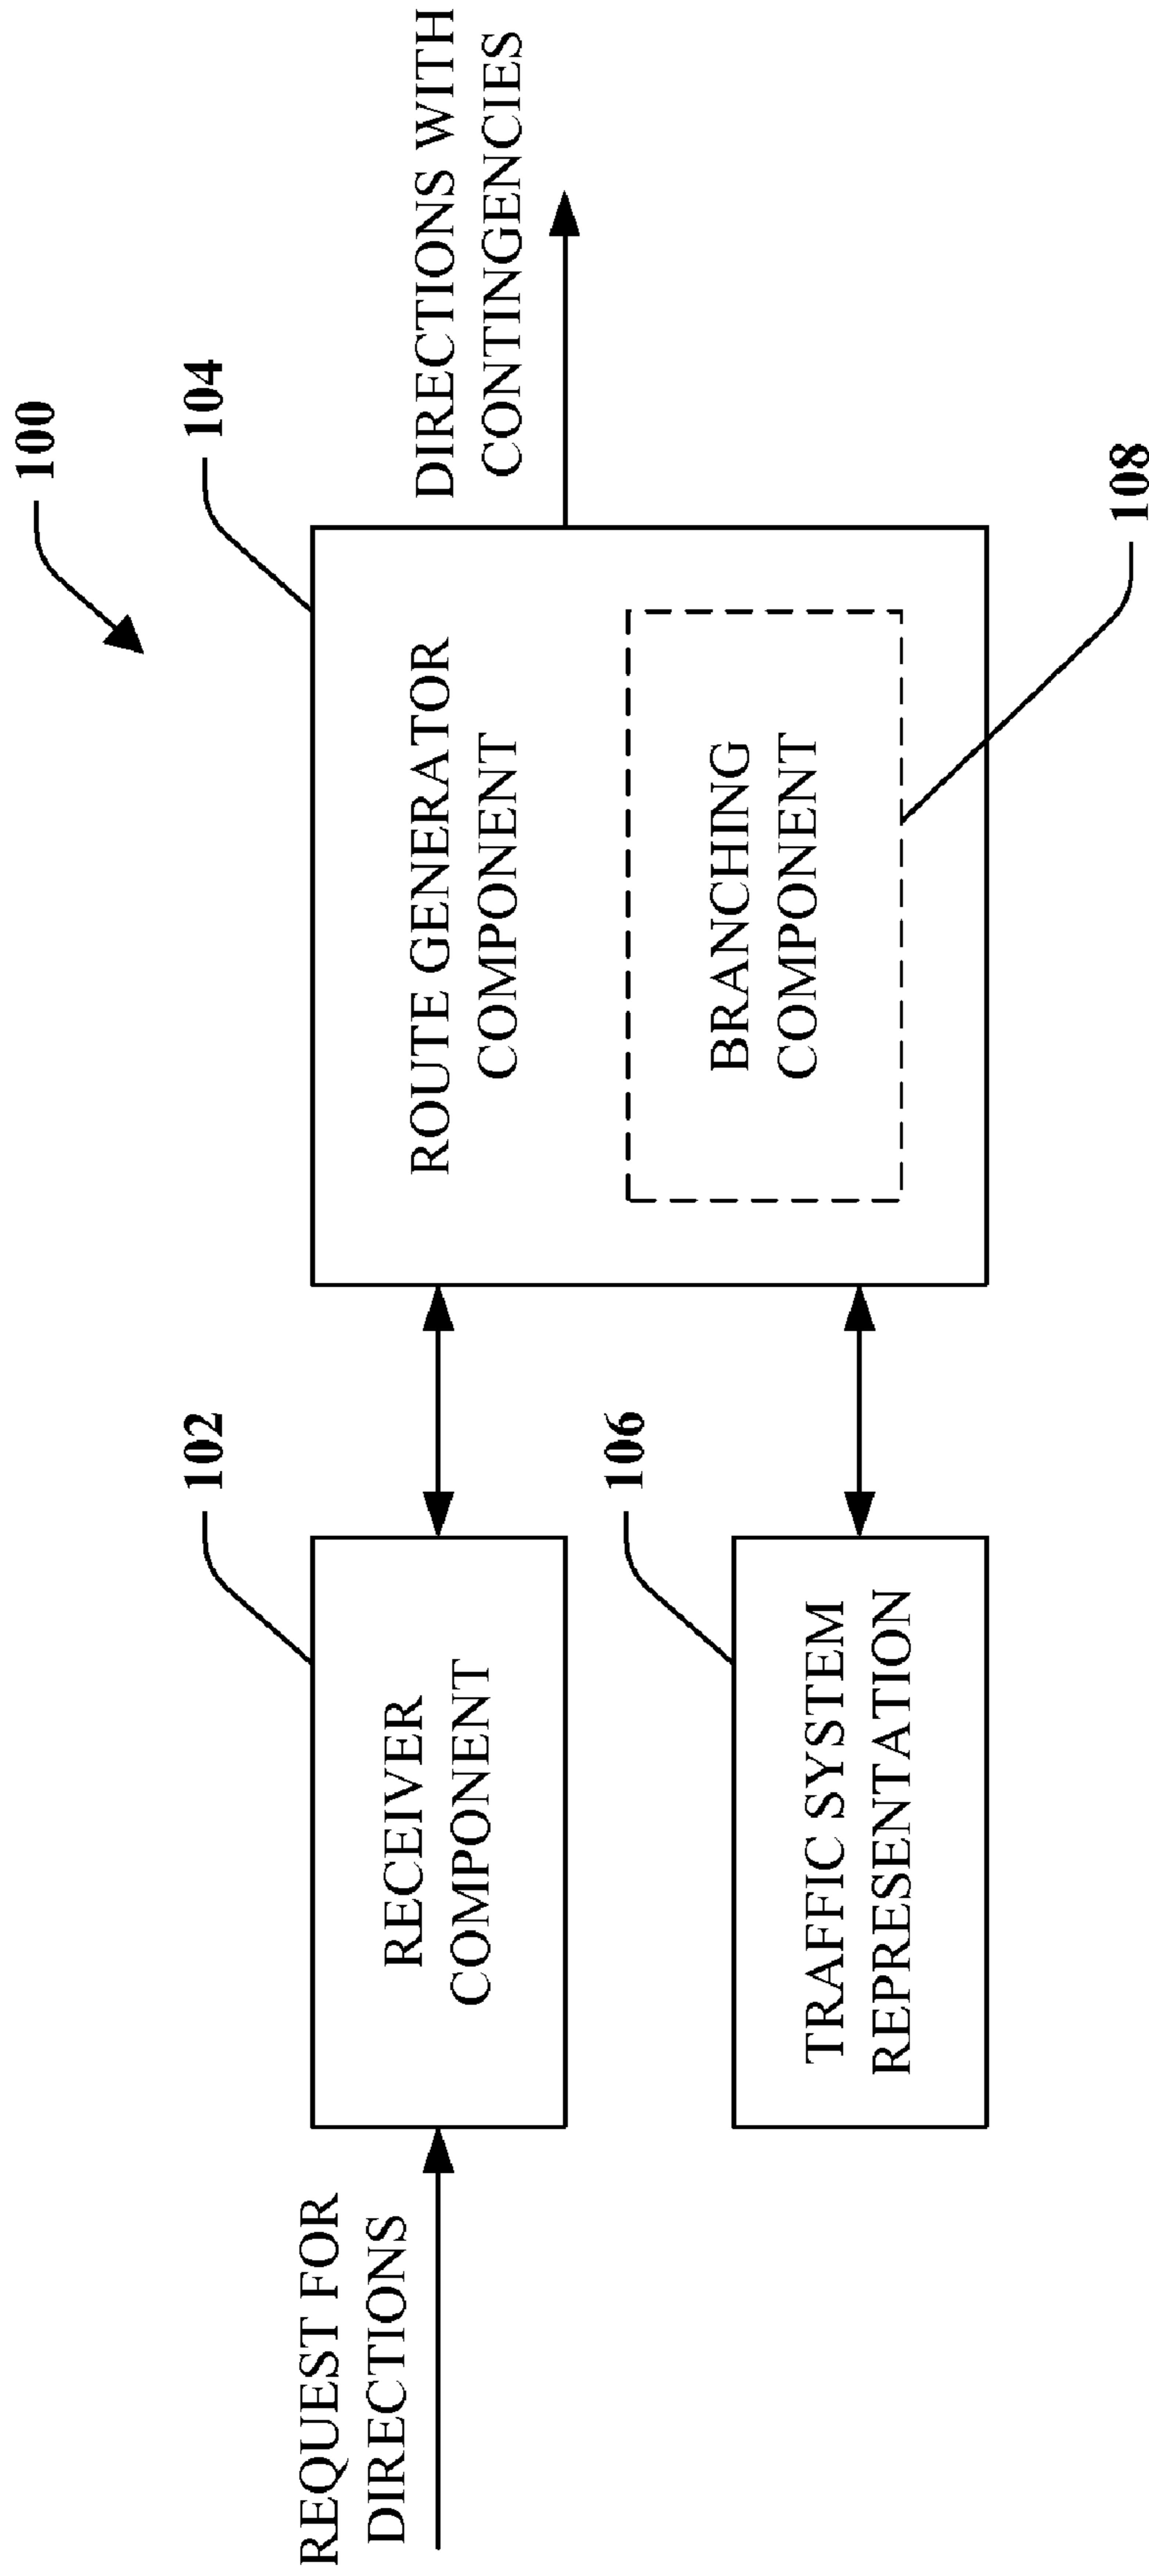 100
REQUEST FOR
DIRECTIONS
102
RECEIVER
COMPONENT
104
ROUTE GENERATOR
COMPONENT
DIRECTIONS WITH
CONTINGENCIES
106
TRAFFIC SYSTEM
REPRESENTATION
BRANCHING
COMPONENT
108